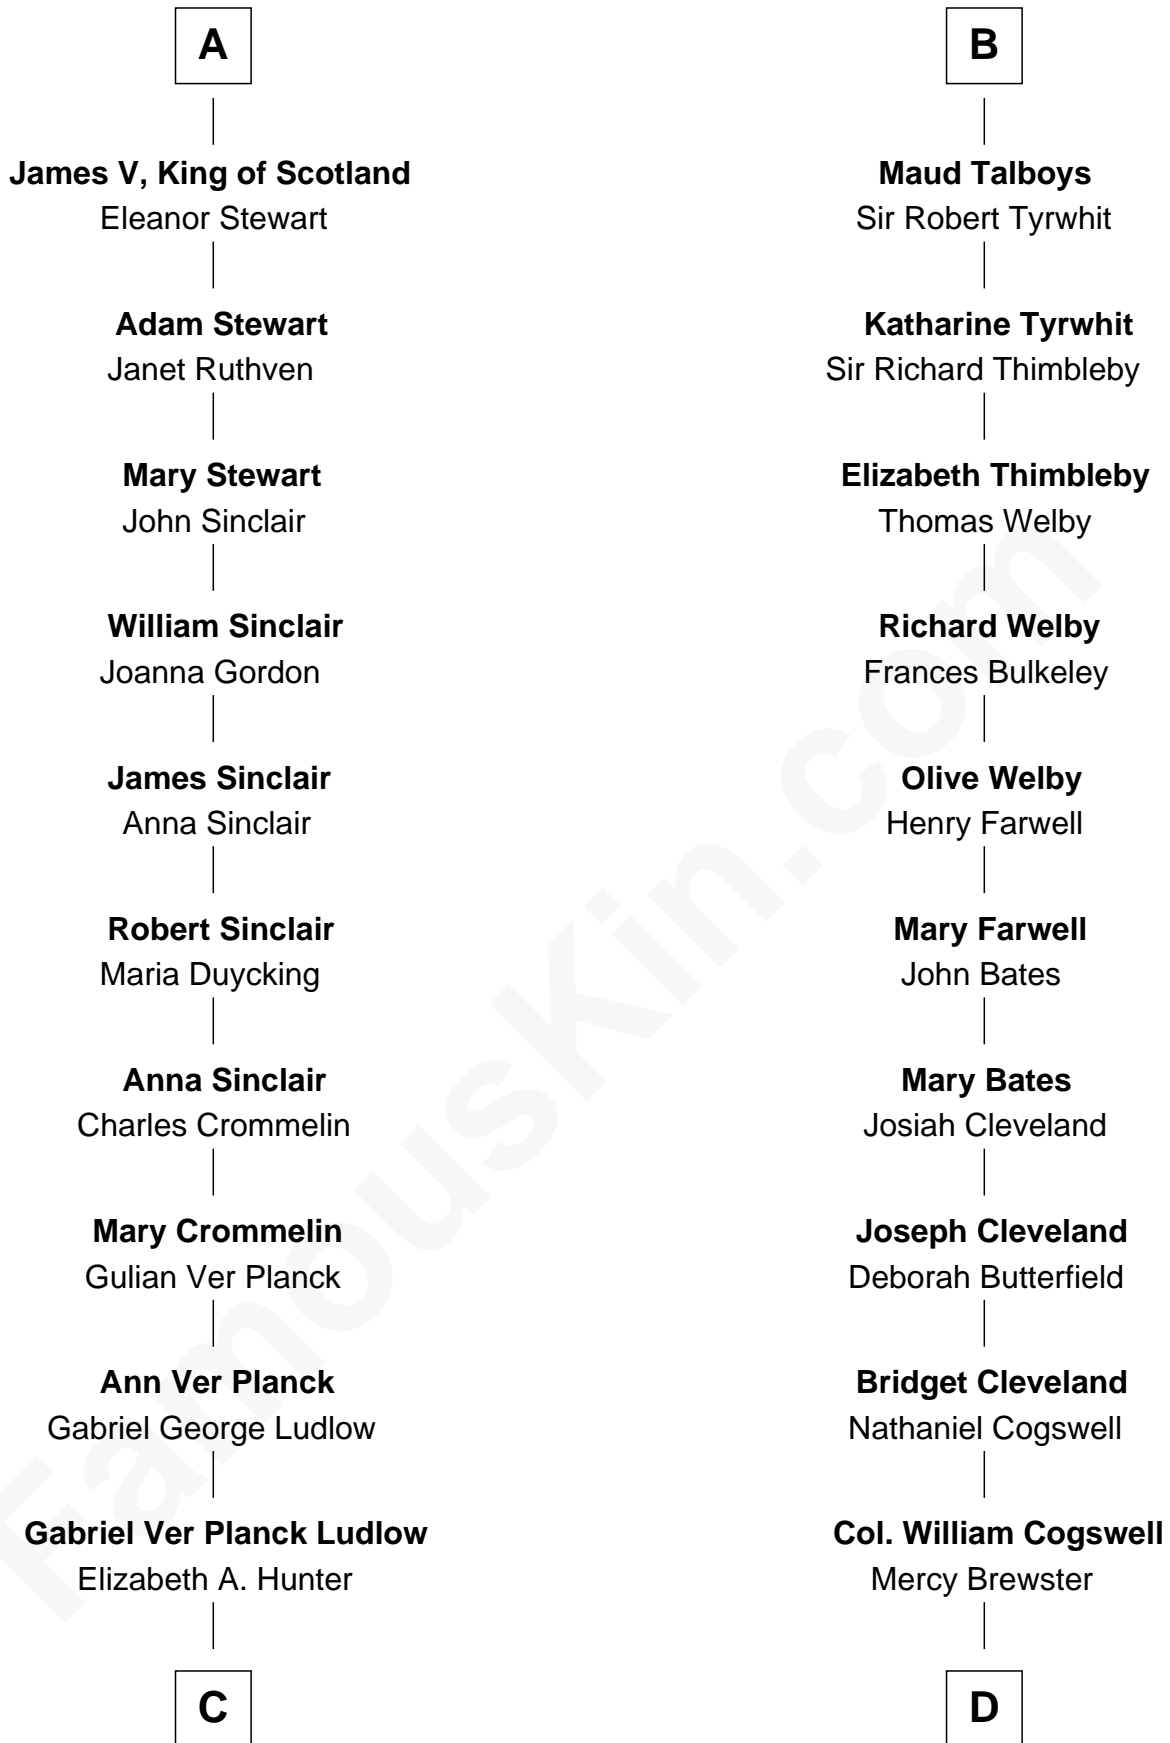 A
James V, King of Scotland
Eleanor Stewart
Adam Stewart
Janet Ruthven
Mary Stewart
John Sinclair
William Sinclair
Joanna Gordon
James Sinclair
Anna Sinclair
Robert Sinclair
Maria Duycking
Anna Sinclair
Charles Crommelin
Mary Crommelin
Gulian Ver Planck
Ann Ver Planck
Gabriel George Ludlow
Gabriel Ver Planck Ludlow
Elizabeth A. Hunter
C
B
Maud Talboys
Sir Robert Tyrwhit
Katharine Tyrwhit
Sir Richard Thimbleby
Elizabeth Thimbleby
Thomas Welby
Richard Welby
Frances Bulkeley
Olive Welby
Henry Farwell
Mary Farwell
John Bates
Mary Bates
Josiah Cleveland
Joseph Cleveland
Deborah Butterfield
Bridget Cleveland
Nathaniel Cogswell
Col. William Cogswell
Mercy Brewster
D
FamousKin.com